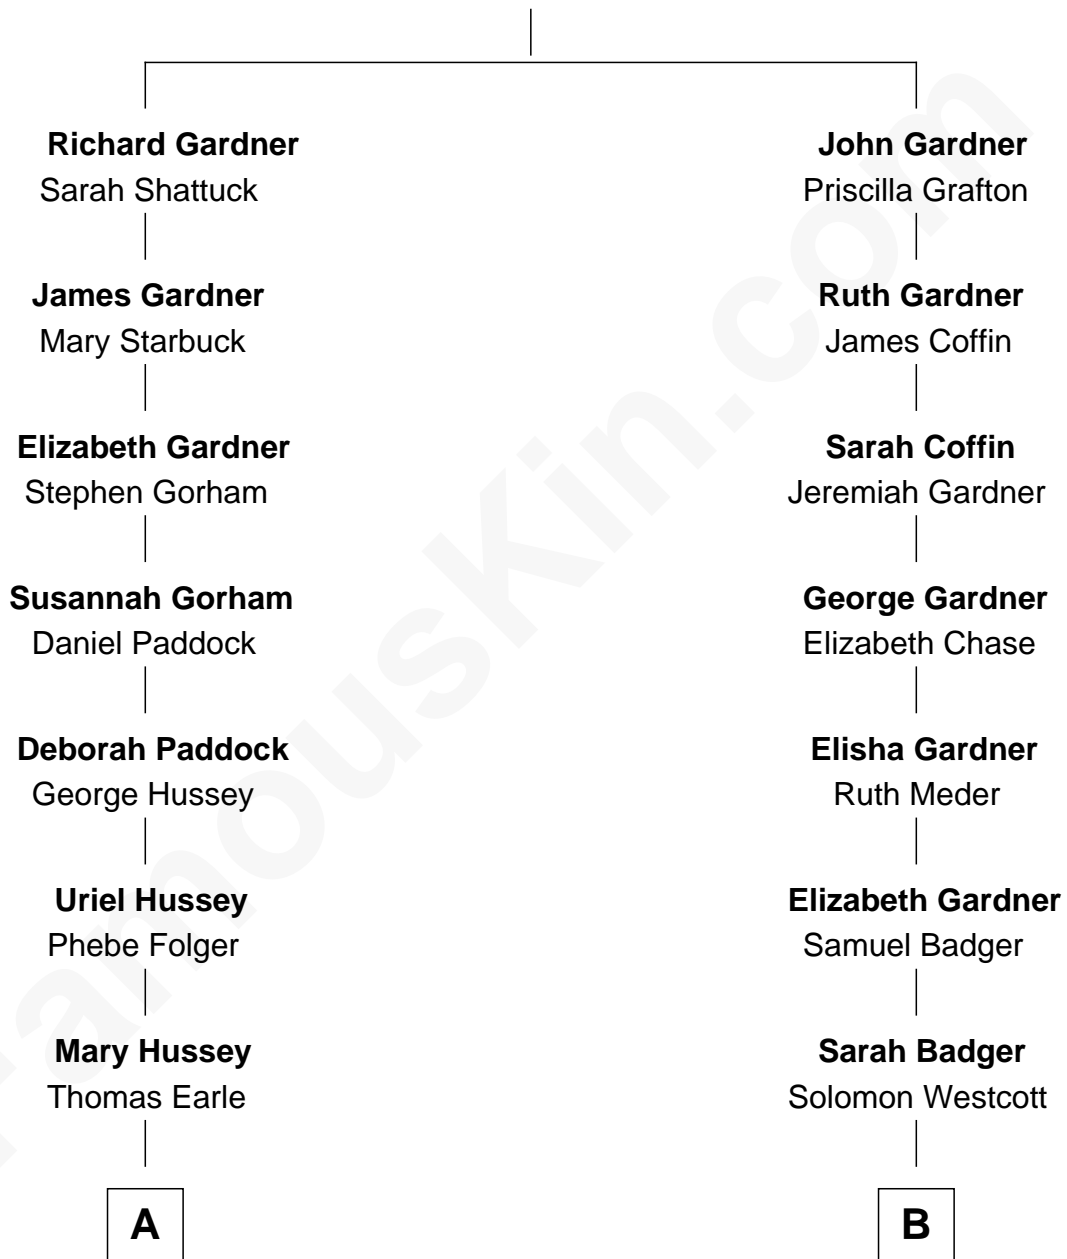 Richard Gardner
Sarah Shattuck
James Gardner
Mary Starbuck
Elizabeth Gardner
Stephen Gorham
Susannah Gorham
Daniel Paddock
Deborah Paddock
George Hussey
Uriel Hussey
Phebe Folger
Mary Hussey
Thomas Earle
A
John Gardner
Priscilla Grafton
Ruth Gardner
James Coffin
Sarah Coffin
Jeremiah Gardner
George Gardner
Elizabeth Chase
Elisha Gardner
Ruth Meder
Elizabeth Gardner
Samuel Badger
Sarah Badger
Solomon Westcott
B
FamousKin.com